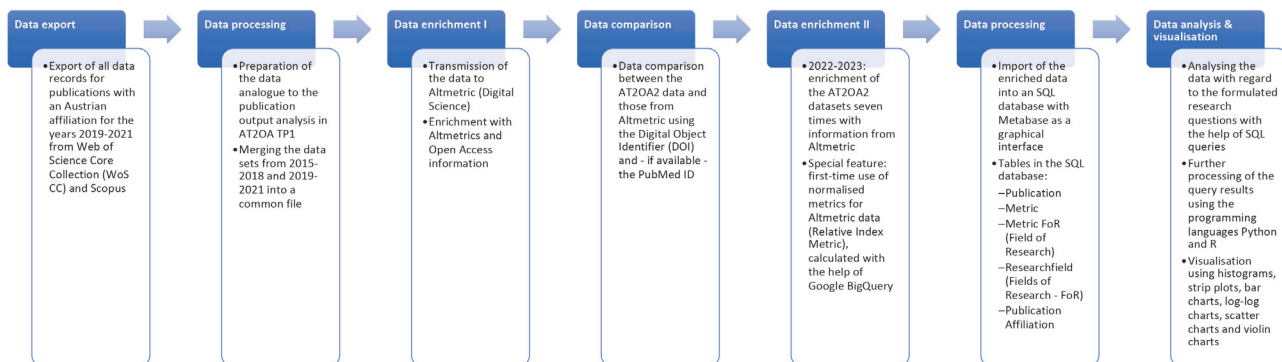 Data export
•Export of all data
records for
publications with
an Austrian
affiliation for the
years 2019-2021
from Web of
Science Core
Collection (WoS
CC) and Scopus
Data processing
•Preparation of
the data
analogue to the
publication
output analysis in
AT2OA TP1
•Merging the data
sets from 2015-
2018 and 2019-
2021 into a
common file
Data enrichment I
•Transmission of
the data to
Altmetric (Digital
Science)
•Enrichment with
Altmetrics and
Open Access
information
Data comparison
•Data comparison
between the
AT2OA2 data and
those from
Altmetric using
the Digital Object
Identifier (DOI)
and - if available -
the PubMed ID
Data enrichment II
•2022-2023:
enrichment of
the AT2OA2
datasets seven
times with
information from
Altmetric
•Special feature:
first-time use of
normalised
metrics for
Altmetric data
(Relative Index
Metric),
calculated with
the help of
Google BigQuery
Data processing
•Import of the
enriched data
into an SQL
database with
Metabase as a
graphical
interface
•Tables in the SQL
database:
–Publication
–Metric
–Metric FoR
(Field of
Research)
–Researchfield
(Fields of
Research - FoR)
–Publication
Affiliation
Data analysis &
visualisation
•Analysing the
data with regard
to the formulated
research
questions with
the help of SQL
queries
•Further
processing of the
query results
using the
programming
languages Python
and R
•Visualisation
using histograms,
strip plots, bar
charts, log-log
charts, scatter
charts and violin
charts